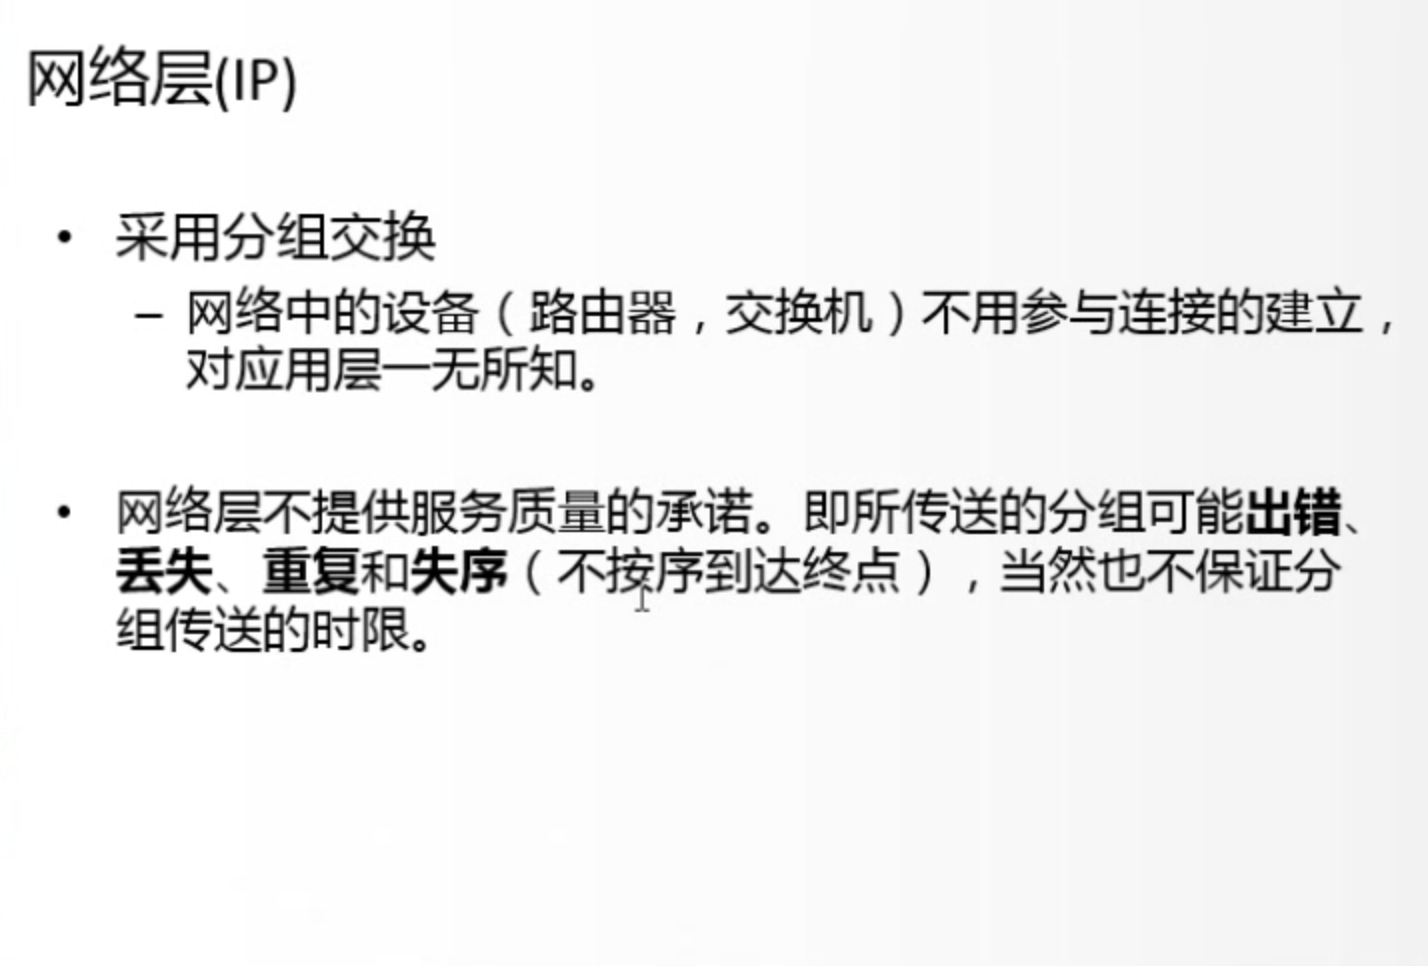 网络层(IP)
• 采用分组交换
– 网络中的设备（路由器，交换机）不用参与连接的建立，
对应用层一无所知。
• 网络层不提供服务质量的承诺。即所传送的分组可能出错、
丢失、重复和失序（不按序到达终点），当然也不保证分
组传送的时限。